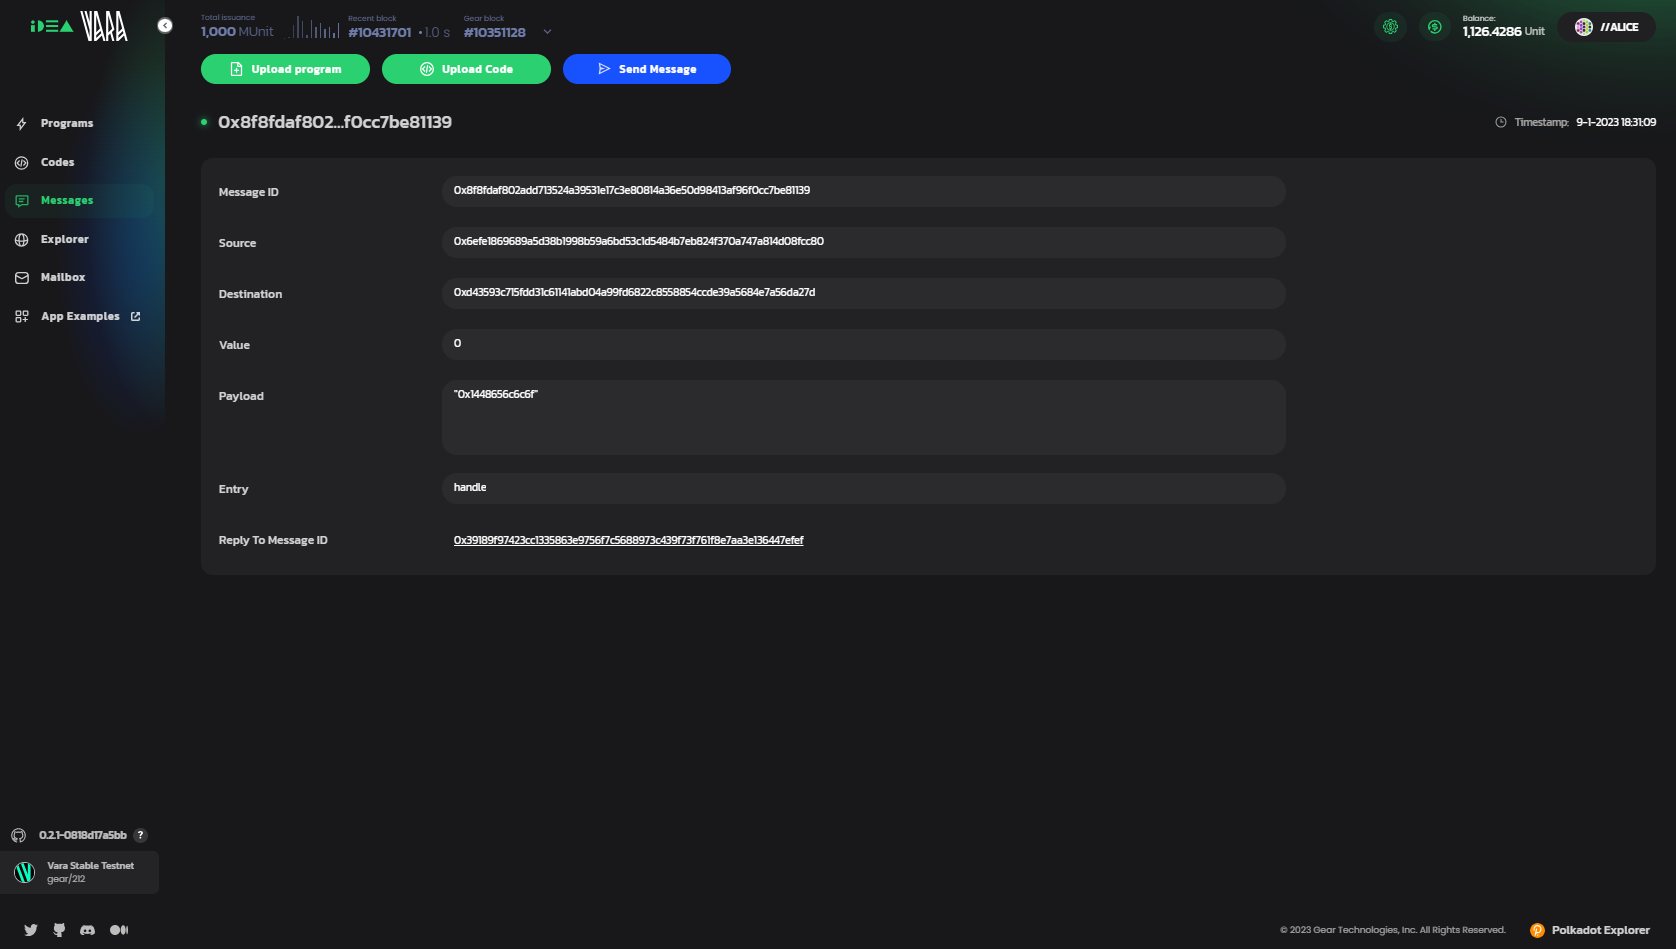 iDEA VARA
Total issuance
1,000 MUnit
Recent block
#10431701 • 1.0 s
Gear block
#10351128
Balance:
1,126.4286 Unit
//ALICE
Upload program
Upload Code
Send Message
Programs
Codes
Messages
Explorer
Mailbox
App Examples
0x8f8fdaf802...f0cc7be81139
Timestamp: 9-1-2023 18:31:09
Message ID
0x8f8fdaf802add713524a39531e17c3e80814a36e50d98413af96f0cc7be81139
Source
0x6efe1869689a5d38b1998b59a6bd53c1d5484b7eb824f370a747a814d08fcc80
Destination
0xd43593c715fdd31c61141abd04a99fd6822c8558854ccde39a5684e7a56da27d
Value
0
Payload
"0x1448656c6c6f"
Entry
handle
Reply To Message ID
0x39189f97423cc1335863e9756f7c5688973c439f73f761f8e7aa3e136447efef
0.2.1-0818d17a5bb ?
Vara Stable Testnet
gear/212
© 2023 Gear Technologies, Inc. All Rights Reserved.
Polkadot Explorer